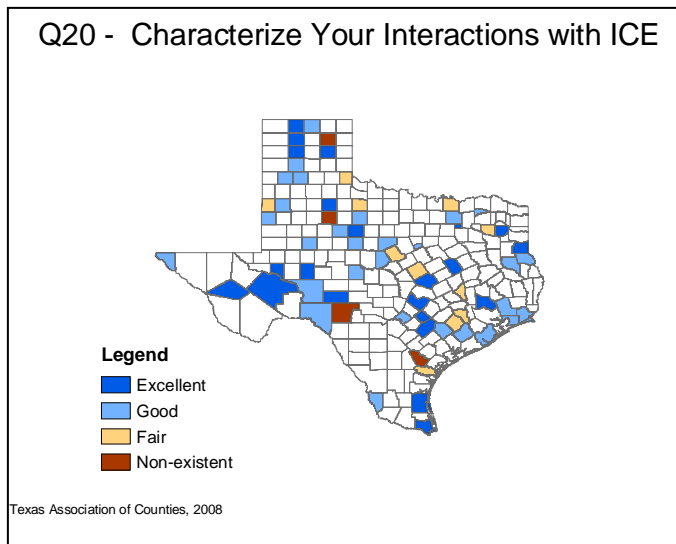 Q20 - Characterize Your Interactions with ICE
Legend
Excellent
Good
Fair
Non-existent
Texas Association of Counties, 2008